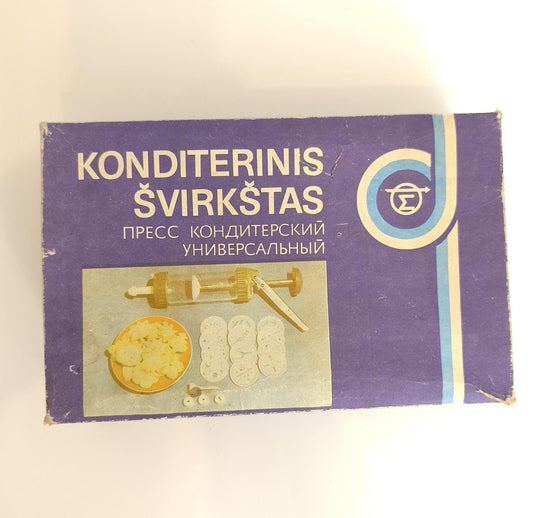 KONDITERINIS
ŠVIRKŠTAS
ПРЕСС КОНДИТЕРСКИЙ
УНИВЕРСАЛЬНЫЙ